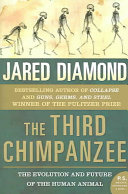 JARED DIAMOND
BESTSELLING AUTHOR OF COLLAPSE
AND GUNS, GERMS, AND STEEL
WINNER OF THE PULITZER PRIZE
THE THIRD
CHIMPANZEE
THE EVOLUTION AND FUTURE
OF THE HUMAN ANIMAL
P.S.